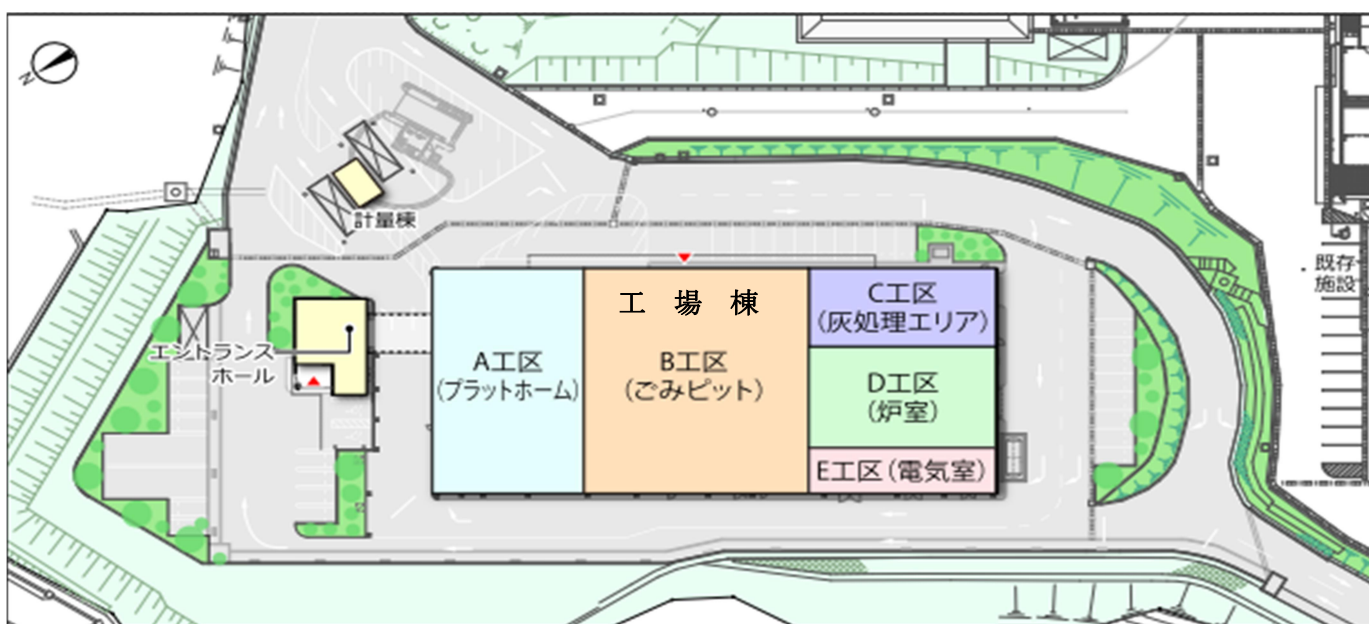 N
計量棟
既存
施設
エントランス
ホール
工 場 棟
A工区
(プラットホーム)
B工区
(ごみピット)
C工区
(灰処理エリア)
D工区
(炉室)
E工区(電気室)